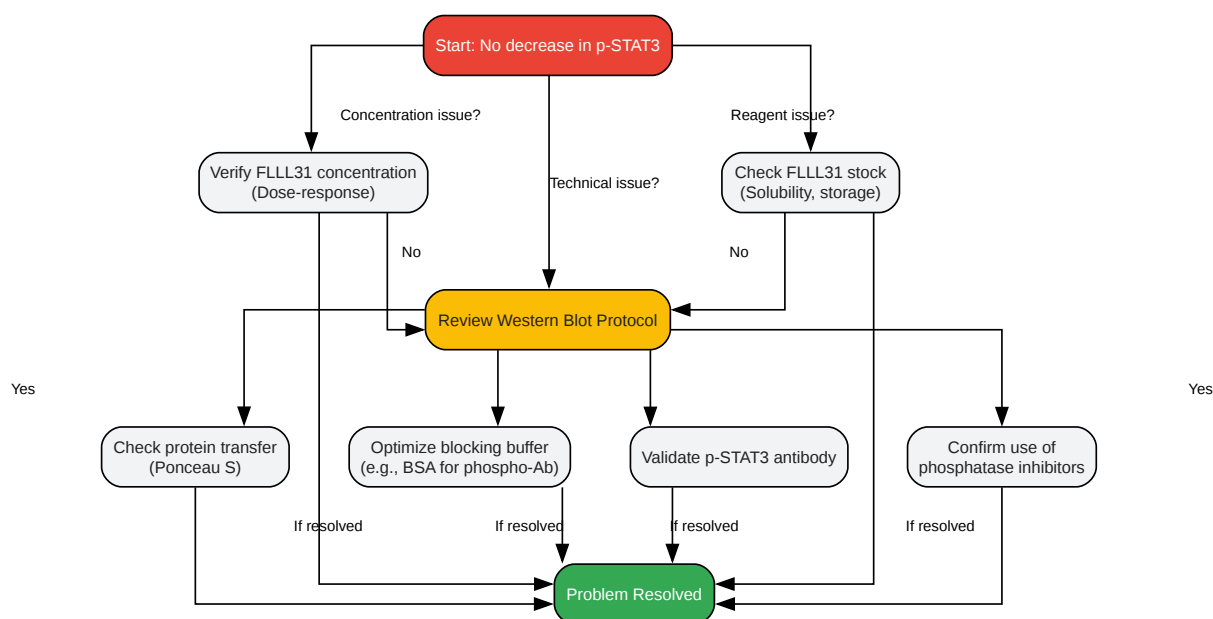 Start: No decrease in p-STAT3
Concentration issue?
Reagent issue?
Verify FLLL31 concentration
(Dose-response)
Technical issue?
Check FLLL31 stock
(Solubility, storage)
No
No
Review Western Blot Protocol
Yes
Yes
Check protein transfer
(Ponceau S)
Optimize blocking buffer
(e.g., BSA for phospho-Ab)
Validate p-STAT3 antibody
Confirm use of
phosphatase inhibitors
If resolved
If resolved
If resolved
If resolved
Problem Resolved